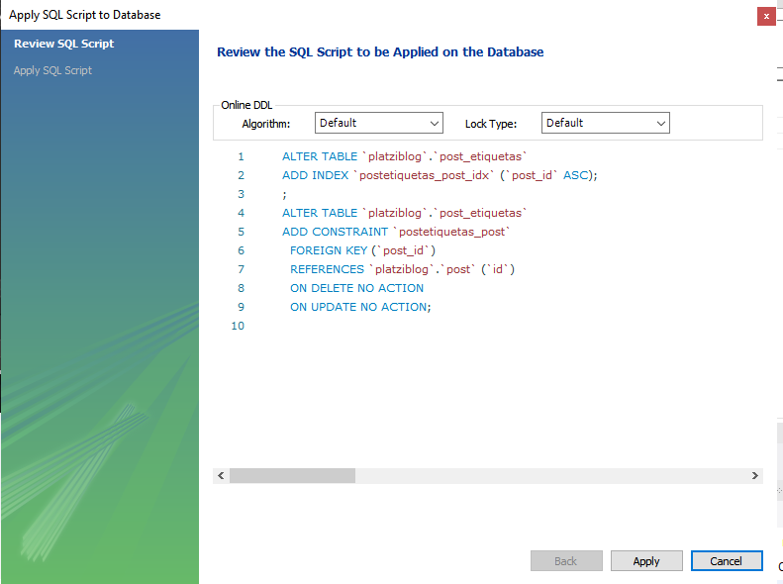 Apply SQL Script to Database
x
Review SQL Script
Apply SQL Script
Review the SQL Script to be Applied on the Database
Online DDL
Algorithm: Default Lock Type: Default
1 ALTER TABLE `platziblog`.`post_etiquetas`
2 ADD INDEX `postetiquetas_post_idx` (`post_id` ASC);
3 ;
4 ALTER TABLE `platziblog`.`post_etiquetas`
5 ADD CONSTRAINT `postetiquetas_post`
6 FOREIGN KEY (`post_id`)
7 REFERENCES `platziblog`.`post` (`id`)
8 ON DELETE NO ACTION
9 ON UPDATE NO ACTION;
10
Back Apply Cancel